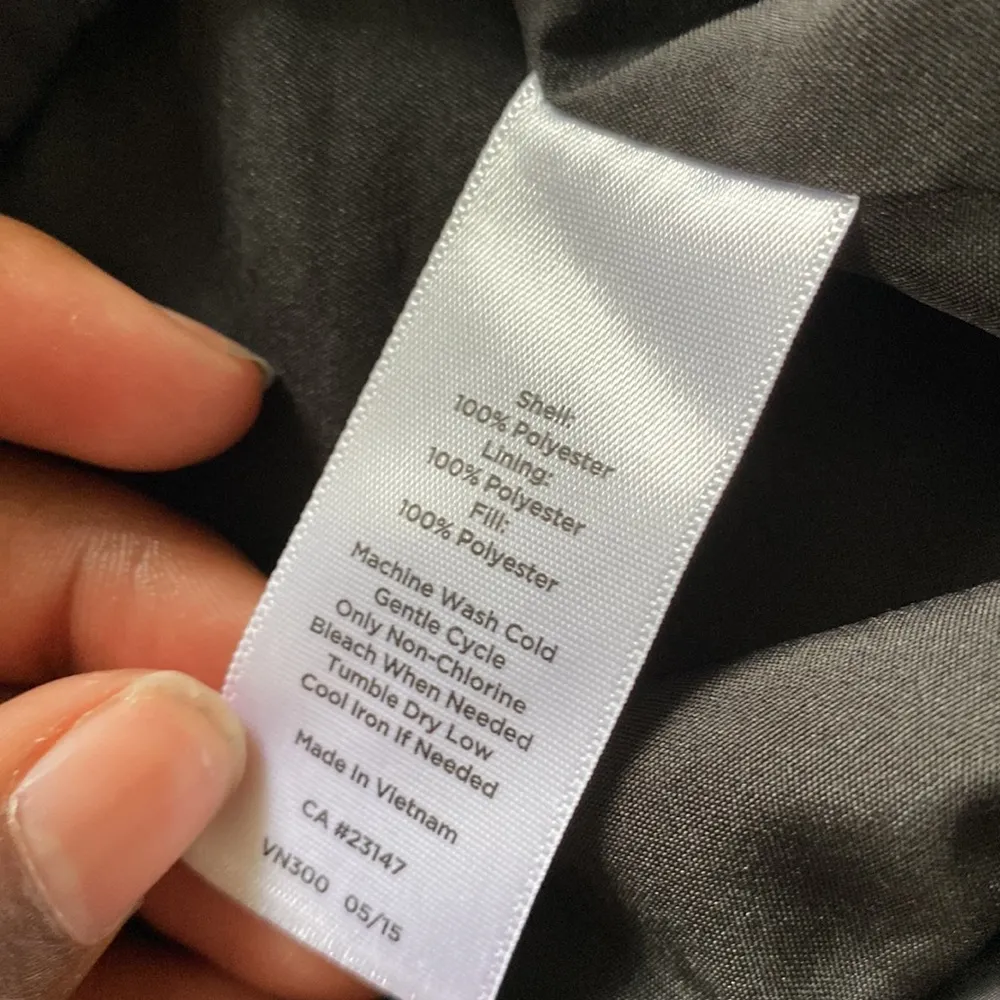 Shell:
100% Polyester
Lining:
100% Polyester
Fill:
100% Polyester
Machine Wash Cold
Gentle Cycle
Only Non-Chlorine
Bleach When Needed
Tumble Dry Low
Cool Iron If Needed
Made In Vietnam
CA #23147
VN300 05/15